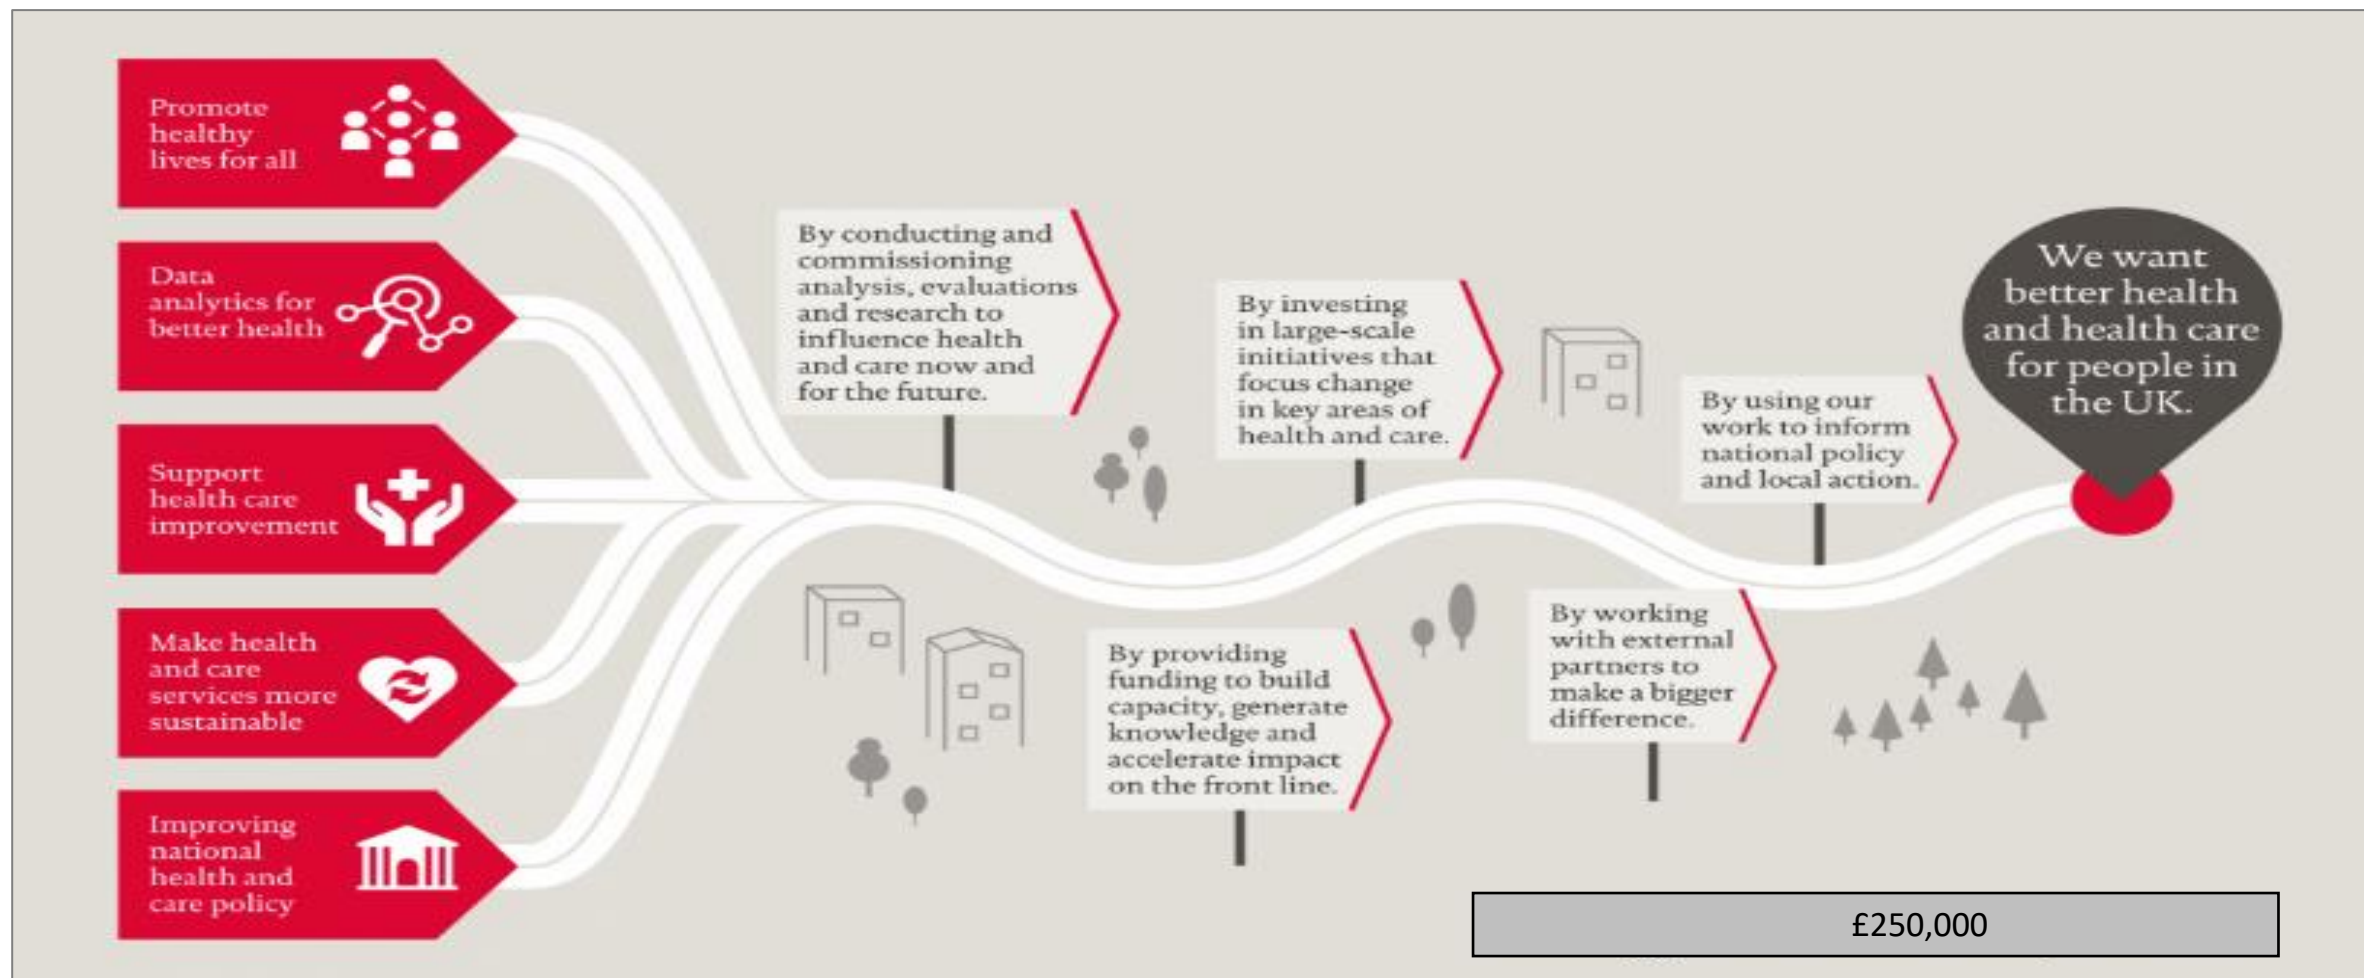 Promote
healthy
lives for all
Data
analytics for
better health
Support
health care
improvement
Make health
and care
services more
sustainable
Improving
national
health and
care policy
By conducting and
commissioning
analysis, evaluations
and research to
influence health
and care now and
for the future.
By providing
funding to build
capacity, generate
knowledge and
accelerate impact
on the front line.
By investing
in large-scale
initiatives that
focus change
in key areas of
health and care.
By working
with external
partners to
make a bigger
difference.
By using our
work to inform
national policy
and local action.
We want
better health
and health care
for people in
the UK.
£250,000